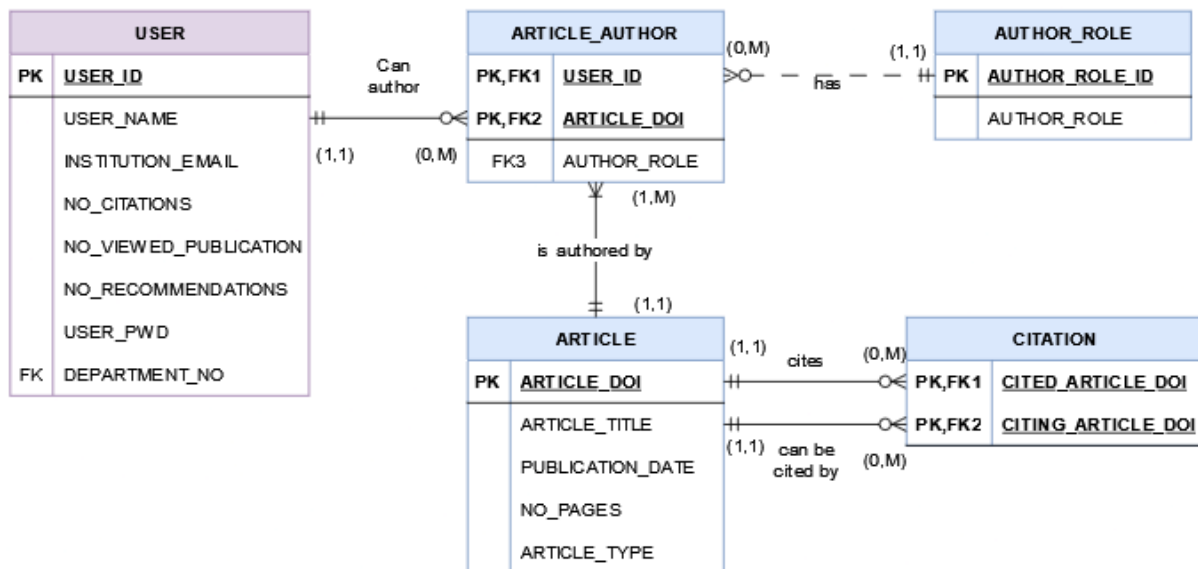 USER
PK USER_ID
USER_NAME
INSTITUTION_EMAIL
NO_CITATIONS
NO_VIEWED_PUBLICATION
NO_RECOMMENDATIONS
USER_PWD
FK DEPARTMENT_NO
Can
author
(1,1)
(0,M)
ARTICLE_AUTHOR
PK,FK1 USER_ID
PK,FK2 ARTICLE_DOI
FK3 AUTHOR_ROLE
(0,M)
has
(1,1)
AUTHOR_ROLE
PK AUTHOR_ROLE_ID
AUTHOR_ROLE
(1,M)
is authored by
(1,1)
ARTICLE
PK ARTICLE_DOI
ARTICLE_TITLE
PUBLICATION_DATE
NO_PAGES
ARTICLE_TYPE
(1,1)
cites
(0,M)
(1,1)
can be
cited by
(0,M)
CITATION
PK,FK1 CITED_ARTICLE_DOI
PK,FK2 CITING_ARTICLE_DOI